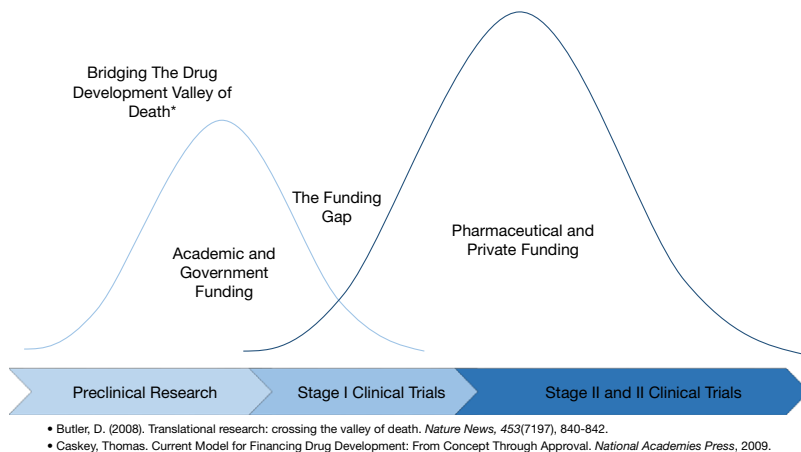 Bridging The Drug
Development Valley of
Death*
The Funding
Gap
Academic and
Government
Funding
Pharmaceutical and
Private Funding
Preclinical Research
Stage I Clinical Trials
Stage II and II Clinical Trials
• Butler, D. (2008). Translational research: crossing the valley of death. Nature News, 453(7197), 840-842.
• Caskey, Thomas. Current Model for Financing Drug Development: From Concept Through Approval. National Academies Press, 2009.